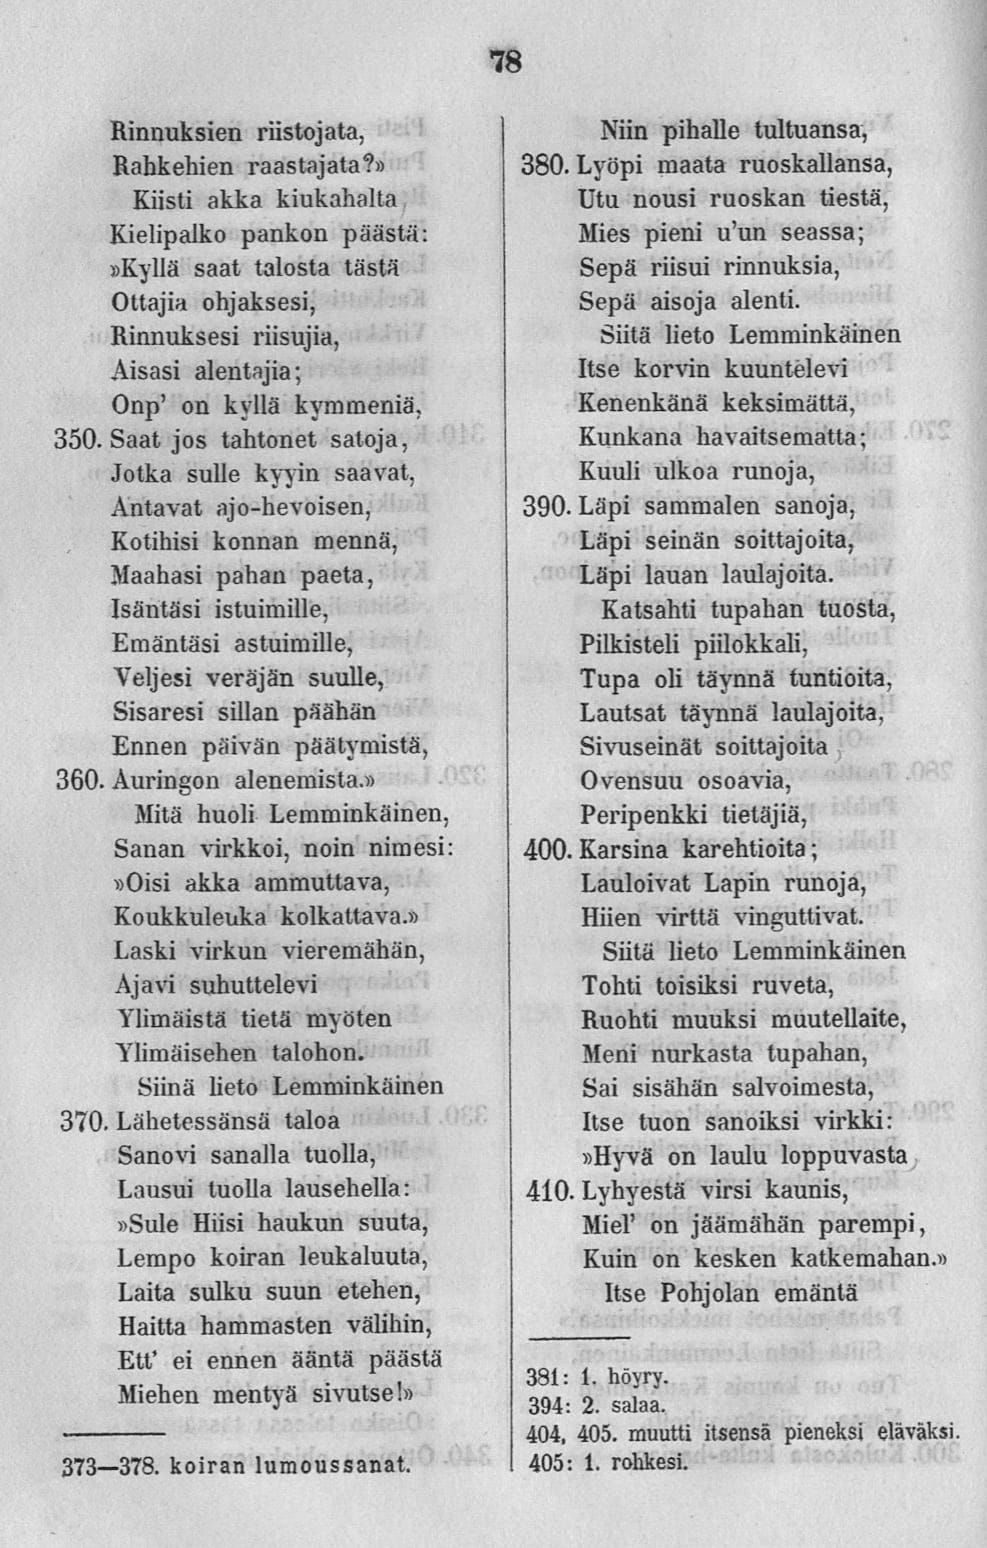 78
Rinnuksien riistojata,
Rahkehien raastajata?»
Kiisti akka kiukahalta,
Kielipalko pankon päästä:
»Kyllä saat talosta tästä
Ottajia ohjaksesi,
Rinnuksesi riisujia,
Aisasi alentajia;
Onp' on kyllä kymmeniä,
350. Saat jos tahtonet satoja,
Jotka sulle kyyin saavat,
Antavat ajo-hevoisen,
Kotihisi konnan mennä,
Maahasi pahan paeta,
Isäntäsi istuimille,
Emäntäsi astuimille,
Veljesi veräjän suulle,
Sisaresi sillan päähän
Ennen päivän päätymistä,
360. Auringon alenemista.»
Mitä huoli Lemminkäinen,
Sanan virkkoi, noin nimesi:
»Oisi akka ammuttava,
Koukkuleuka kolkattava.»
Laski virkun vieremähän,
Ajavi suhuttelevi
Ylimäistä tietä myöten
Ylimäisehen talohon.
Siinä lieto Lemminkäinen
370. Lähetessänsä taloa
Sanovi sanalla tuolla,
Lausui tuolla lausehella:
»Sule Hiisi haukun suuta,
Lempo koiran leukaluuta,
Laita sulku suun etehen,
Haitta hammasten välihin,
Ett' ei ennen ääntä päästä
Miehen mentyä sivutse!»
373—378. koiran lumoussanat.
Niin pihalle tultuansa,
380. Lyöpi maata ruoskallansa,
Utu nousi ruoskan tiestä,
Mies pieni u'un seassa;
Sepä riisui rinnuksia,
Sepä aisoja alenti.
Siitä lieto Lemminkäinen
Itse korvin kuuntelevi
Kenenkänä keksimättä,
Kunkana havaitsematta;
Kuuli ulkoa runoja,
390. Läpi sammalen sanoja,
Läpi seinän soittajoita,
Läpi lauan laulajoita.
Katsahti tupahan tuosta,
Pilkisteli piilokkali,
Tupa oli täynnä tuntioita,
Lautsat täynnä laulajoita,
Sivuseinät soittajoita,
Ovensuu osoavia,
Peripenkki tietäjiä,
400. Karsina karehtioita;
Lauloivat Lapin runoja,
Hiien virttä vinguttivat.
Siitä lieto Lemminkäinen
Tohti toisiksi ruveta,
Ruohti muuksi muutellaite,
Meni nurkasta tupahan,
Sai sisähän salvoimesta,
Itse tuon sanoiksi virkki:
»Hyvä on laulu loppuvasta,
410. Lyhyestä virsi kaunis,
Miel' on jäämähän parempi,
Kuin on kesken katkemahan.»
Itse Pohjolan emäntä
381: 1. höyry.
394: 2. salaa.
404, 405. muutti itsensä pieneksi eläväksi.
405: 1. rohkesi.